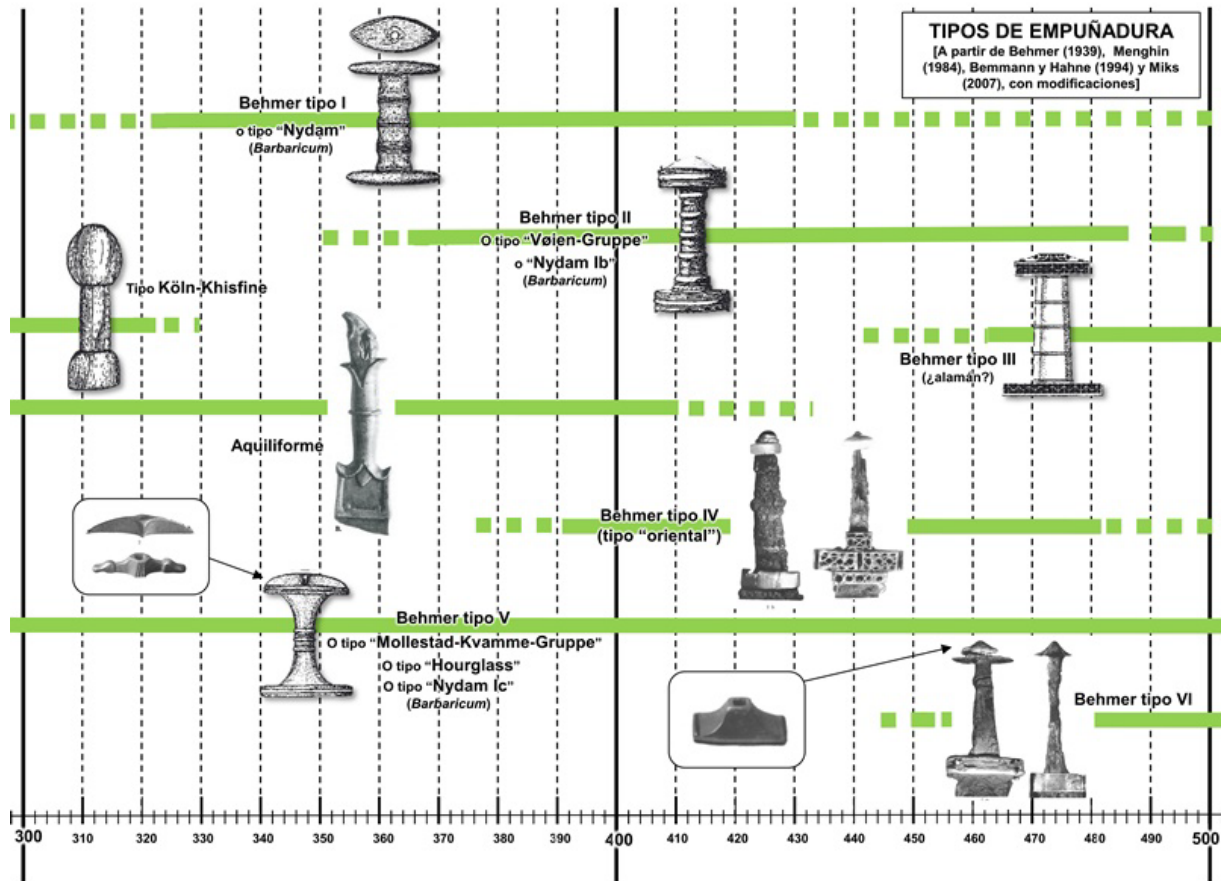 TIPOS DE EMPUÑADURA
[A partir de Behmer (1939), Menghin
(1984), Bemmann y Hahne (1994) y Miks
(2007), con modificaciones]
Behmer tipo I
o tipo "Nydam"
(Barbaricum)
Behmer tipo II
O tipo "Vøien-Gruppe"
o "Nydam Ib"
(Barbaricum)
Tipo Köln-Khisfine
Behmer tipo III
(¿alamán?)
Aquiliforme
Behmer tipo IV
(tipo "oriental")
Behmer tipo V
O tipo "Mollestad-Kvamme-Gruppe"
O tipo "Hourglass"
O tipo "Nydam Ic"
(Barbaricum)
Behmer tipo VI
300 310 320 330 340 350 360 370 380 390 400 410 420 430 440 450 460 470 480 490 500